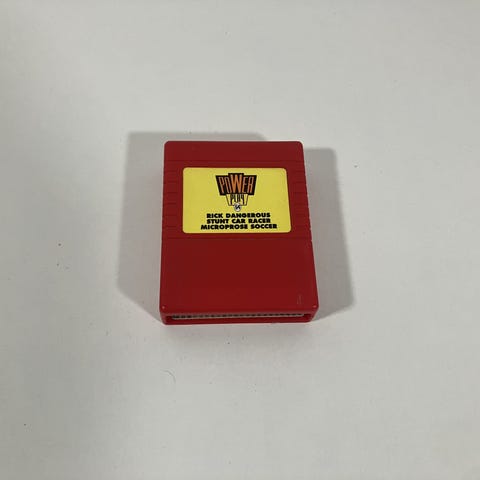 POWER
PLAY
RICK DANGEROUS
STUNT CAR RACER
MICROPROSE SOCCER